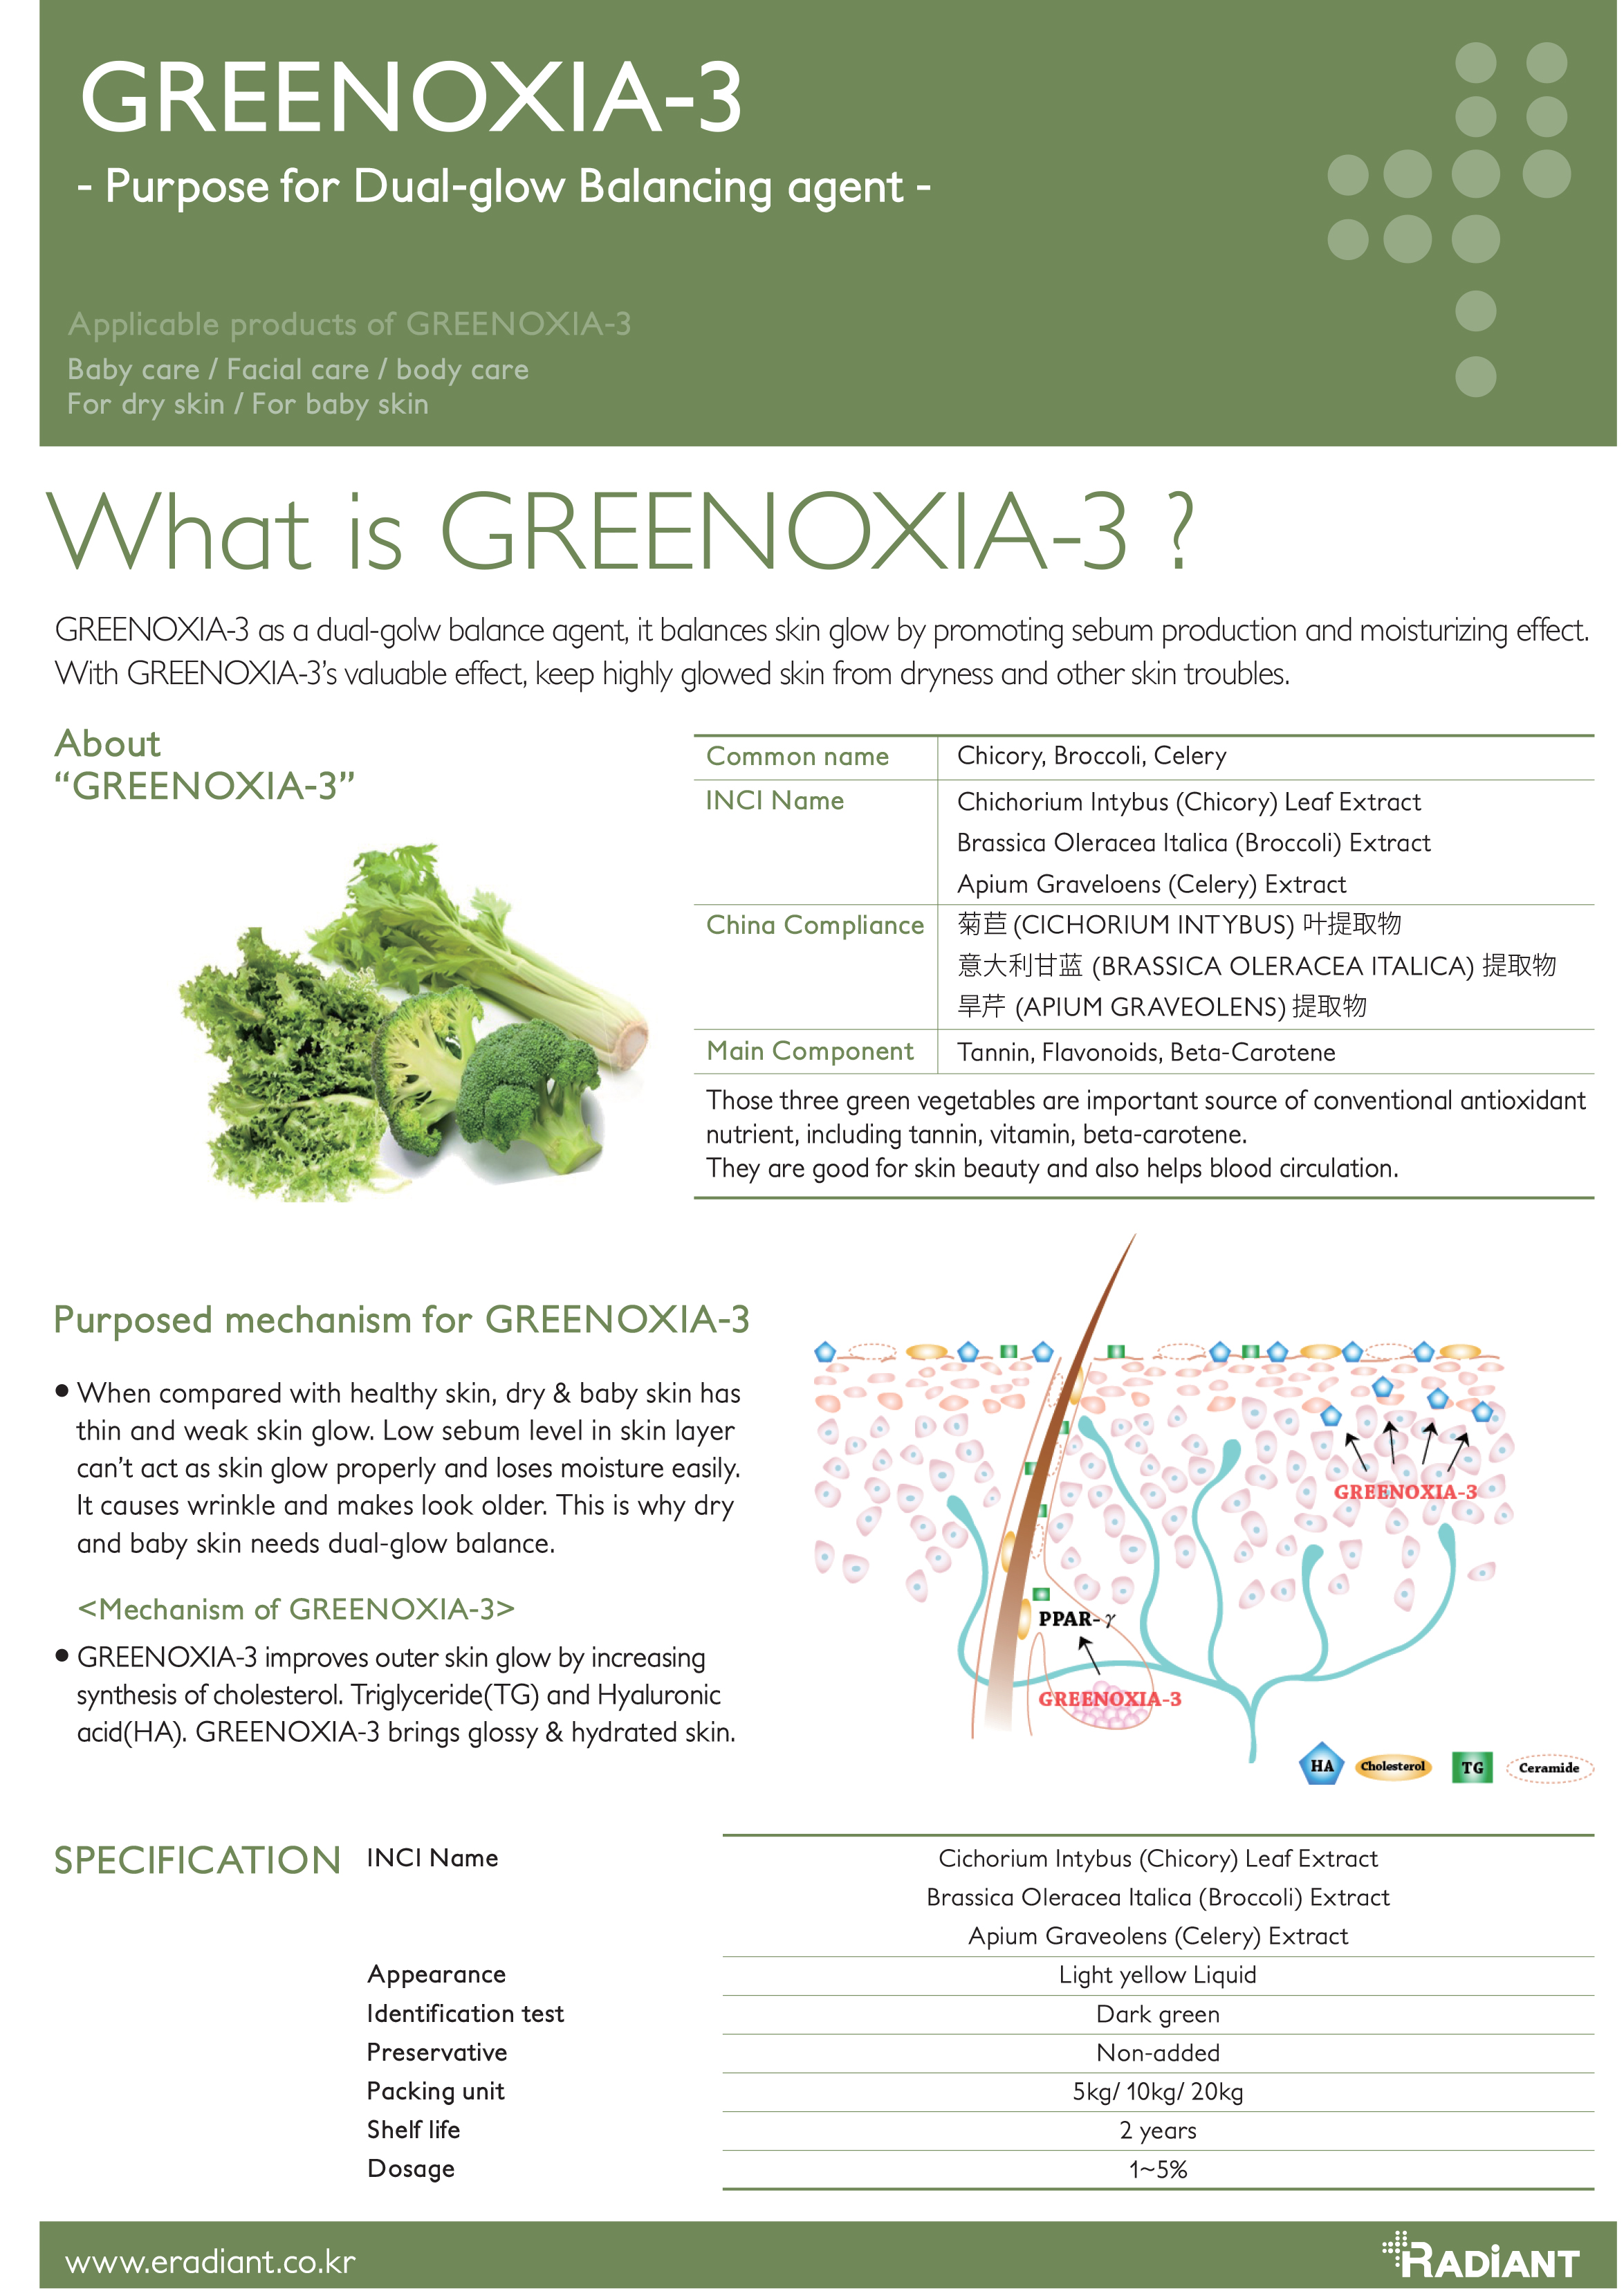 GREENOXIA-3
- Purpose for Dual-glow Balancing agent -
Applicable products of GREENOXIA-3
Baby care / Facial care / body care
For dry skin / For baby skin
What is GREENOXIA-3 ?
GREENOXIA-3 as a dual-golw balance agent, it balances skin glow by promoting sebum production and moisturizing effect.
With GREENOXIA-3's valuable effect, keep highly glowed skin from dryness and other skin troubles.
About
“GREENOXIA-3”
Common name Chicory, Broccoli, Celery
INCI Name Chichorium Intybus (Chicory) Leaf Extract
Brassica Oleracea Italica (Broccoli) Extract
Apium Graveloens (Celery) Extract
China Compliance 菊苣 (CICHORIUM INTYBUS) 叶提取物
意大利甘蓝 (BRASSICA OLERACEA ITALICA) 提取物
旱芹 (APIUM GRAVEOLENS) 提取物
Main Component Tannin, Flavonoids, Beta-Carotene
Those three green vegetables are important source of conventional antioxidant
nutrient, including tannin, vitamin, beta-carotene.
They are good for skin beauty and also helps blood circulation.
Purposed mechanism for GREENOXIA-3
● When compared with healthy skin, dry & baby skin has
thin and weak skin glow. Low sebum level in skin layer
can't act as skin glow properly and loses moisture easily.
It causes wrinkle and makes look older. This is why dry
and baby skin needs dual-glow balance.
<Mechanism of GREENOXIA-3>
● GREENOXIA-3 improves outer skin glow by increasing
synthesis of cholesterol. Triglyceride(TG) and Hyaluronic
acid(HA). GREENOXIA-3 brings glossy & hydrated skin.
GREENOXIA-3
PPAR-γ
GREENOXIA-3
HA Cholesterol TG Ceramide
SPECIFICATION
INCI Name Cichorium Intybus (Chicory) Leaf Extract
Brassica Oleracea Italica (Broccoli) Extract
Apium Graveolens (Celery) Extract
Appearance Light yellow Liquid
Identification test Dark green
Preservative Non-added
Packing unit 5kg/ 10kg/ 20kg
Shelf life 2 years
Dosage 1~5%
www.eradiant.co.kr
RADiANT